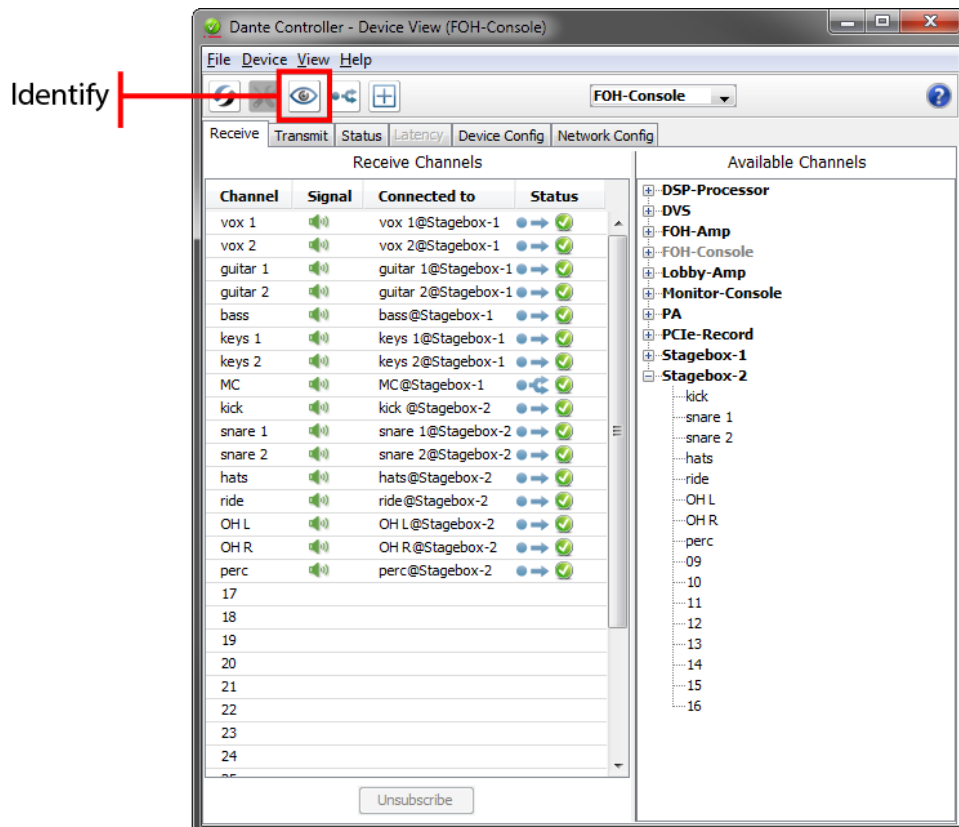 Identify
Dante Controller - Device View (FOH-Console)
File Device View Help
FOH-Console
Receive Transmit Status Latency Device Config Network Config
Receive Channels
Channel Signal Connected to Status
vox 1 vox 1@Stagebox-1
vox 2 vox 2@Stagebox-1
guitar 1 guitar 1@Stagebox-1
guitar 2 guitar 2@Stagebox-1
bass bass@Stagebox-1
keys 1 keys 1@Stagebox-1
keys 2 keys 2@Stagebox-1
MC MC@Stagebox-1
kick kick @Stagebox-2
snare 1 snare 1@Stagebox-2
snare 2 snare 2@Stagebox-2
hats hats@Stagebox-2
ride ride@Stagebox-2
OH L OH L@Stagebox-2
OH R OH R@Stagebox-2
perc perc@Stagebox-2
17
18
19
20
21
22
23
24
Unsubscribe
Available Channels
DSP-Processor
DVS
FOH-Amp
FOH-Console
Lobby-Amp
Monitor-Console
PA
PCIe-Record
Stagebox-1
Stagebox-2
kick
snare 1
snare 2
hats
ride
OH L
OH R
perc
09
10
11
12
13
14
15
16